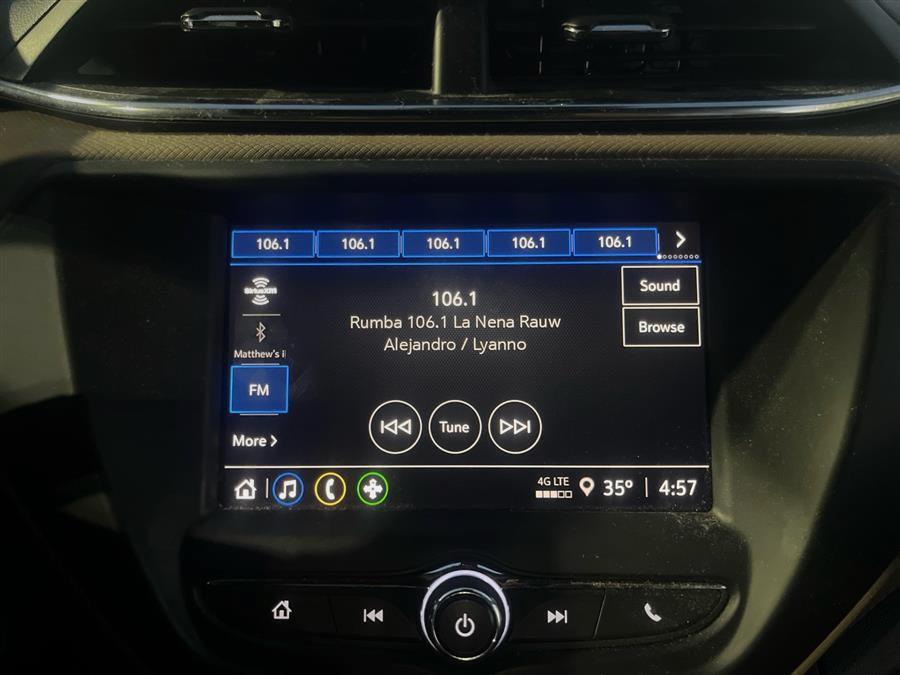 106.1 106.1 106.1 106.1 106.1
SiriusXM
Matthew's i
FM
More
106.1
Rumba 106.1 La Nena Rauw
Alejandro / Lyanno
Sound
Browse
Tune
4G LTE
35° 4:57